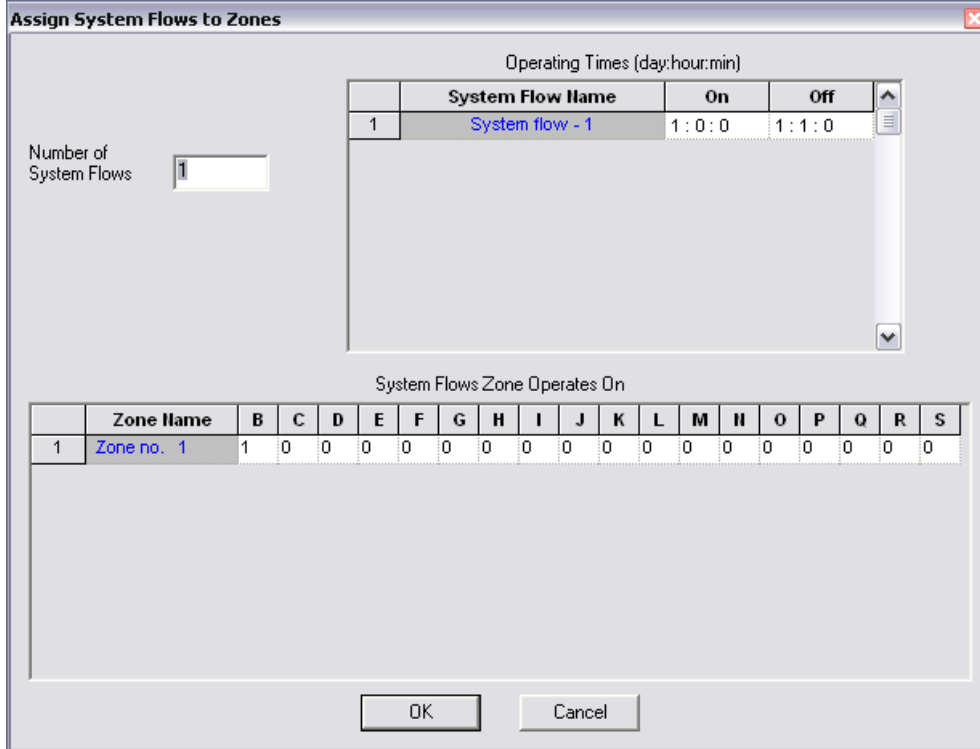 Assign System Flows to Zones
Operating Times (day:hour:min)
System Flow Name On Off
1 System flow - 1 1 : 0 : 0 1 : 1 : 0
Number of
System Flows 1
System Flows Zone Operates On
Zone Name B C D E F G H I J K L M N O P Q R S
1 Zone no. 1 1 0 0 0 0 0 0 0 0 0 0 0 0 0 0 0 0 0
OK Cancel